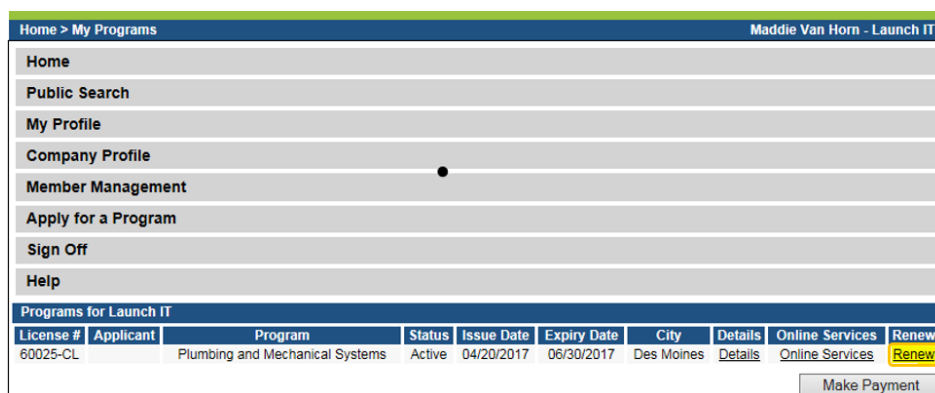 Home > My Programs Maddie Van Horn - Launch IT
Home
Public Search
My Profile
Company Profile
Member Management
Apply for a Program
Sign Off
Help
Programs for Launch IT
License # Applicant Program Status Issue Date Expiry Date City Details Online Services Renew
60025-CL Plumbing and Mechanical Systems Active 04/20/2017 06/30/2017 Des Moines Details Online Services Renew
Make Payment